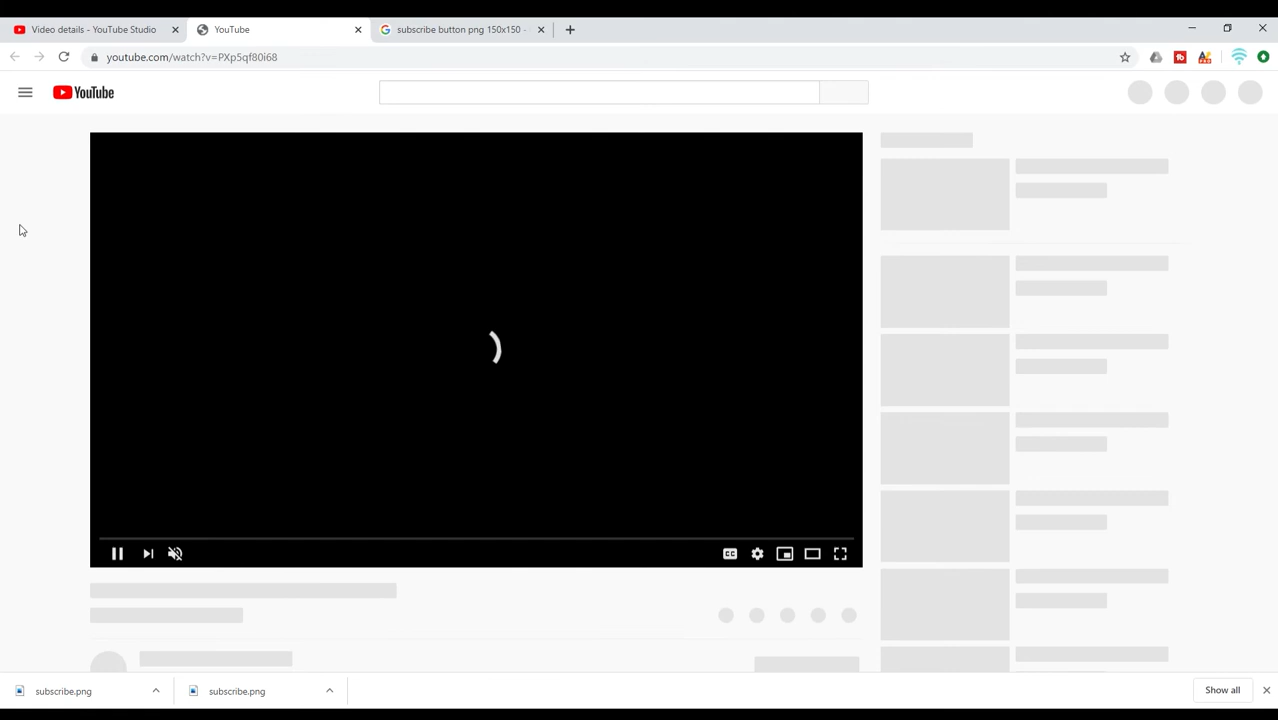 Video details - YouTube Studio
YouTube
subscribe button png 150x150 -
youtube.com/watch?v=PXp5qf80i68
YouTube
CC
subscribe.png
subscribe.png
Show all